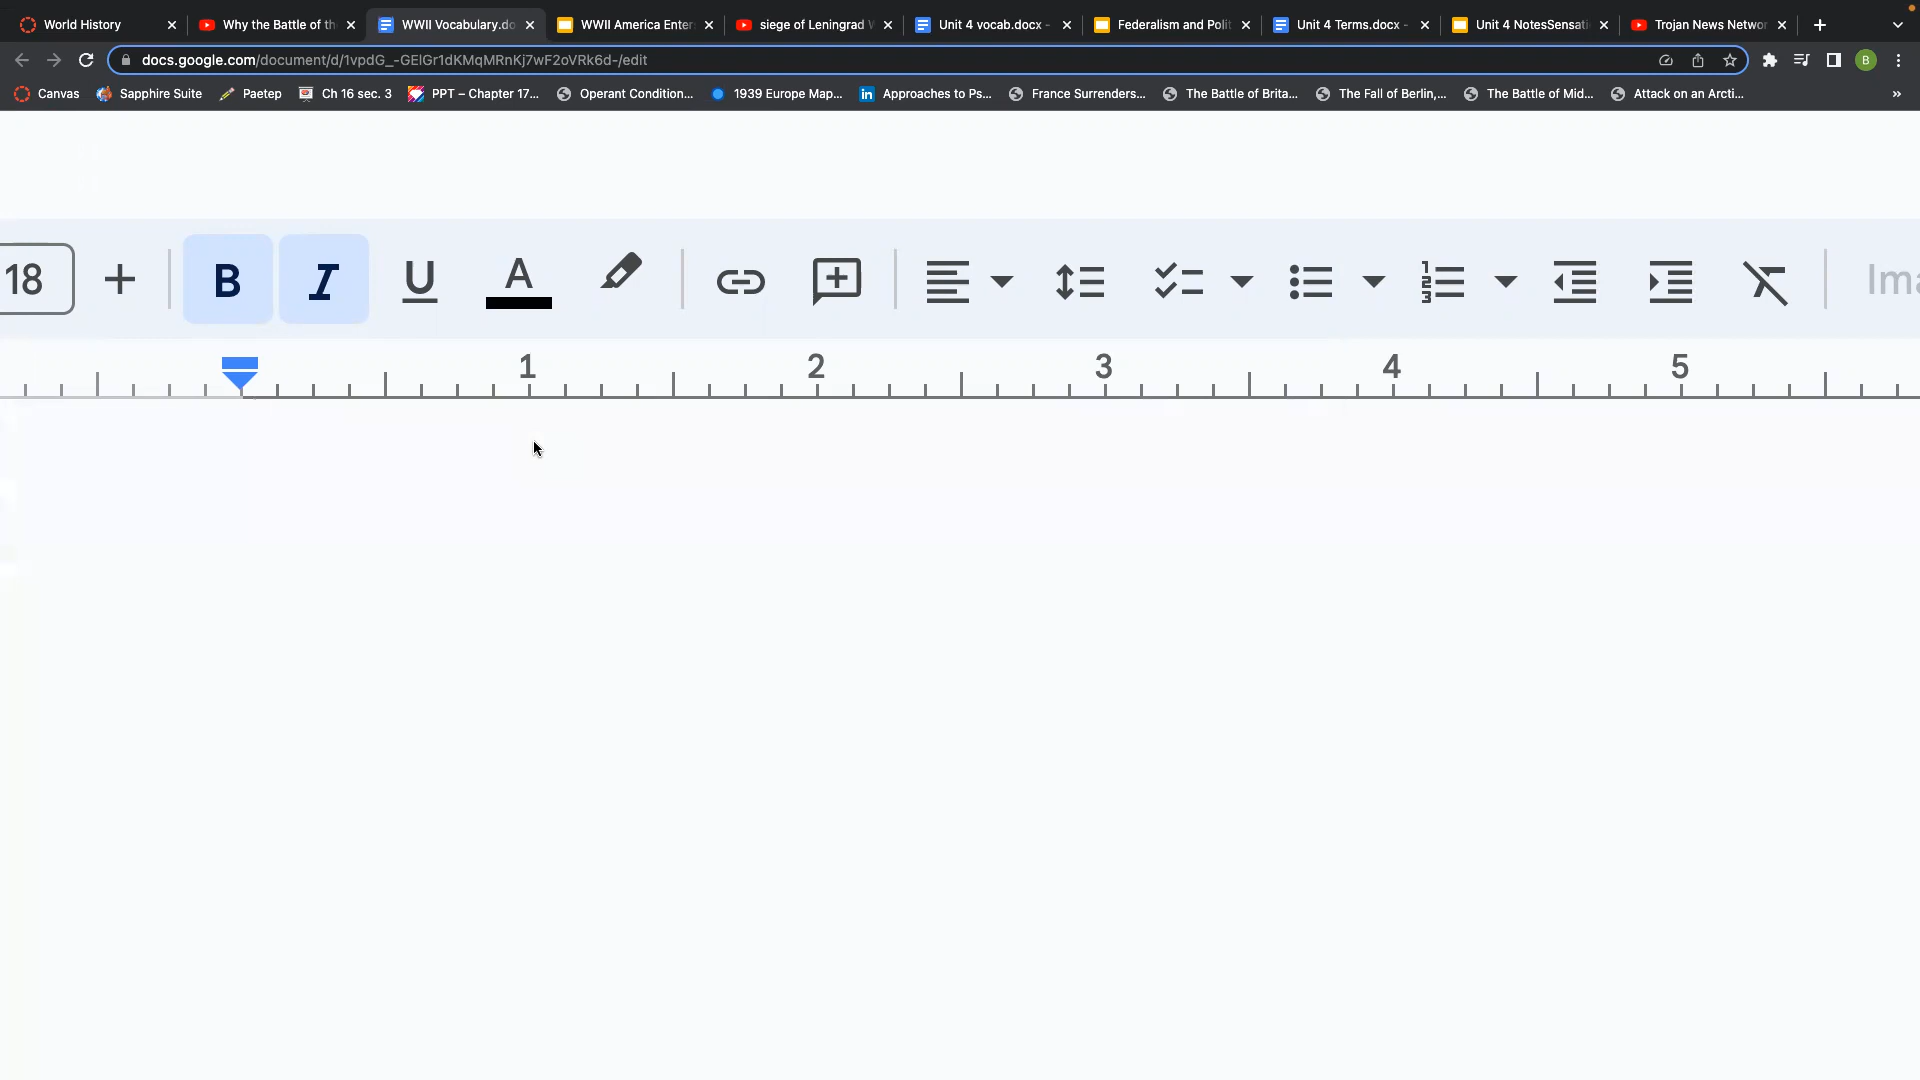 World History Why the Battle of th WWII Vocabulary.do WWII America Enter siege of Leningrad Unit 4 vocab.docx - Federalism and Polit Unit 4 Terms.docx - Unit 4 NotesSensati Trojan News Networ
docs.google.com/document/d/1vpdG_-GEIGr1dKMqMRnKj7wF2oVRk6d-/edit B
Canvas Sapphire Suite Paetep Ch 16 sec. 3 PPT – Chapter 17... Operant Condition... 1939 Europe Map... Approaches to Ps... France Surrenders... The Battle of Brita... The Fall of Berlin,... The Battle of Mid... Attack on an Arcti... »
18 + B I U A Ima
1 2 3 4 5